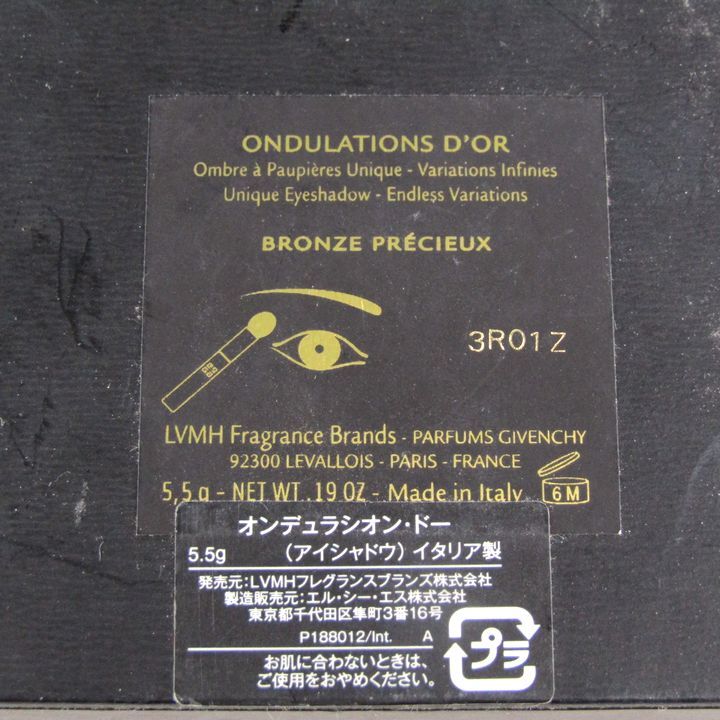 ONDULATIONS D'OR
Ombre à Paupières Unique - Variations Infinies
Unique Eyeshadow - Endless Variations
BRONZE PRÉCIEUX
3R01Z
LVMH Fragrance Brands - PARFUMS GIVENCHY
92300 LEVALLOIS - PARIS - FRANCE
5,5 g - NET WT .19 OZ - Made in Italy
6 M
オンデュラシオン・ドー
5.5g （アイシャドウ）イタリア製
発売元：LVMHフレグランスブランズ株式会社
製造販売元：エル・シー・エス株式会社
東京都千代田区隼町3番16号
P188012/Int. A
お肌に合わないときは、
ご使用をおやめください。
プラ